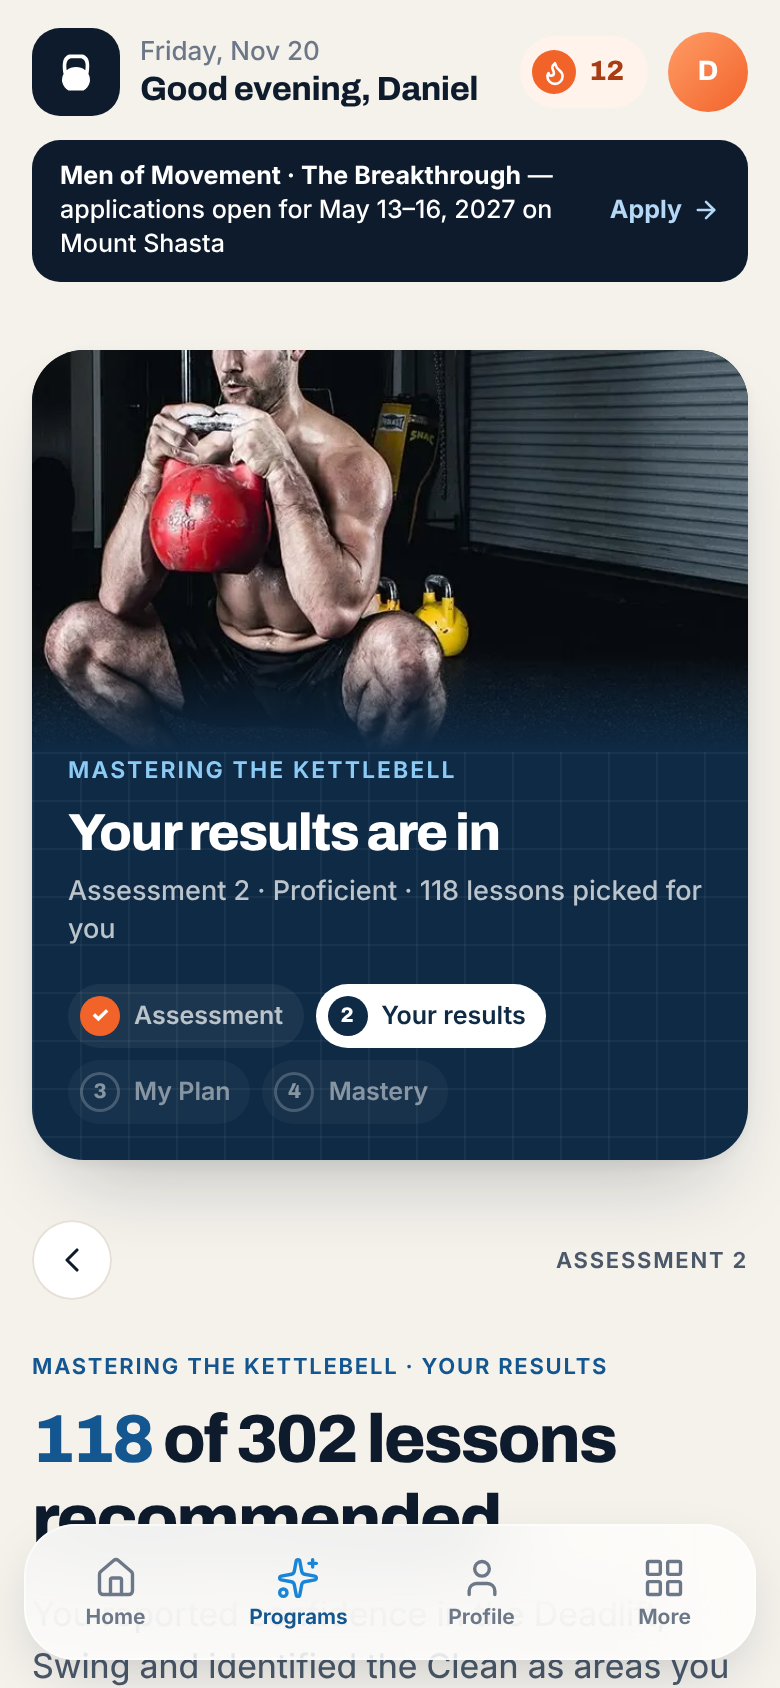 Friday, Nov 20
Good evening, Daniel
12
D
Men of Movement · The Breakthrough —
applications open for May 13–16, 2027 on
Mount Shasta
Apply →
MASTERING THE KETTLEBELL
Your results are in
Assessment 2 · Proficient · 118 lessons picked for
you
Assessment
2 Your results
3 My Plan
4 Mastery
ASSESSMENT 2
MASTERING THE KETTLEBELL · YOUR RESULTS
118 of 302 lessons
recommended
Home
Programs
Profile
More
Swing and identified the Clean as areas you